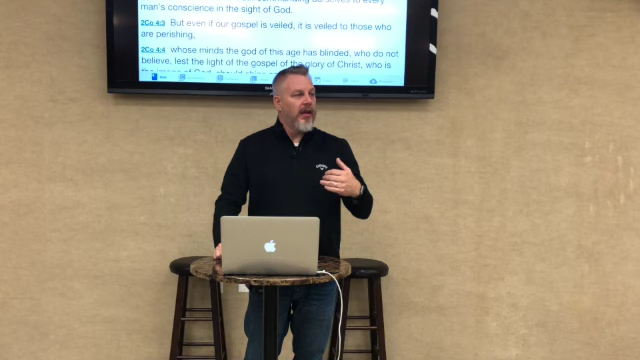 man's conscience in the sight of God.
2Co 4:3 But even if our gospel is veiled, it is veiled to those who
are perishing,
2Co 4:4 whose minds the god of this age has blinded, who do not
believe, lest the light of the gospel of the glory of Christ, who is